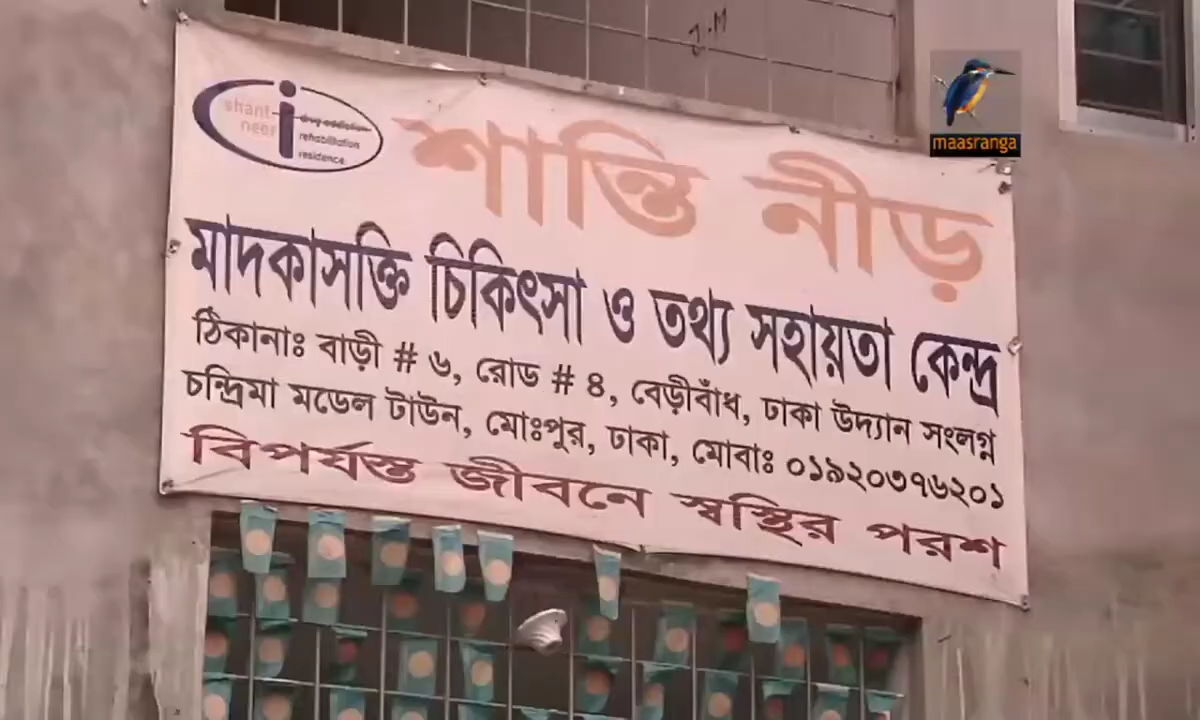 shanti neer
drug addiction
rehabilitation
residence
শান্তি নীড়
মাদকাসক্তি চিকিৎসা ও তথ্য সহায়তা কেন্দ্র
ঠিকানাঃ বাড়ী # ৬, রোড # ৪, বেড়ীবাঁধ, ঢাকা উদ্যান সংলগ্ন
চন্দ্রিমা মডেল টাউন, মোঃপুর, ঢাকা, মোবাঃ ০১৯২০৩৭৬২০১
বিপর্যস্ত জীবনে স্বস্থির পরশ
J.M
maasranga